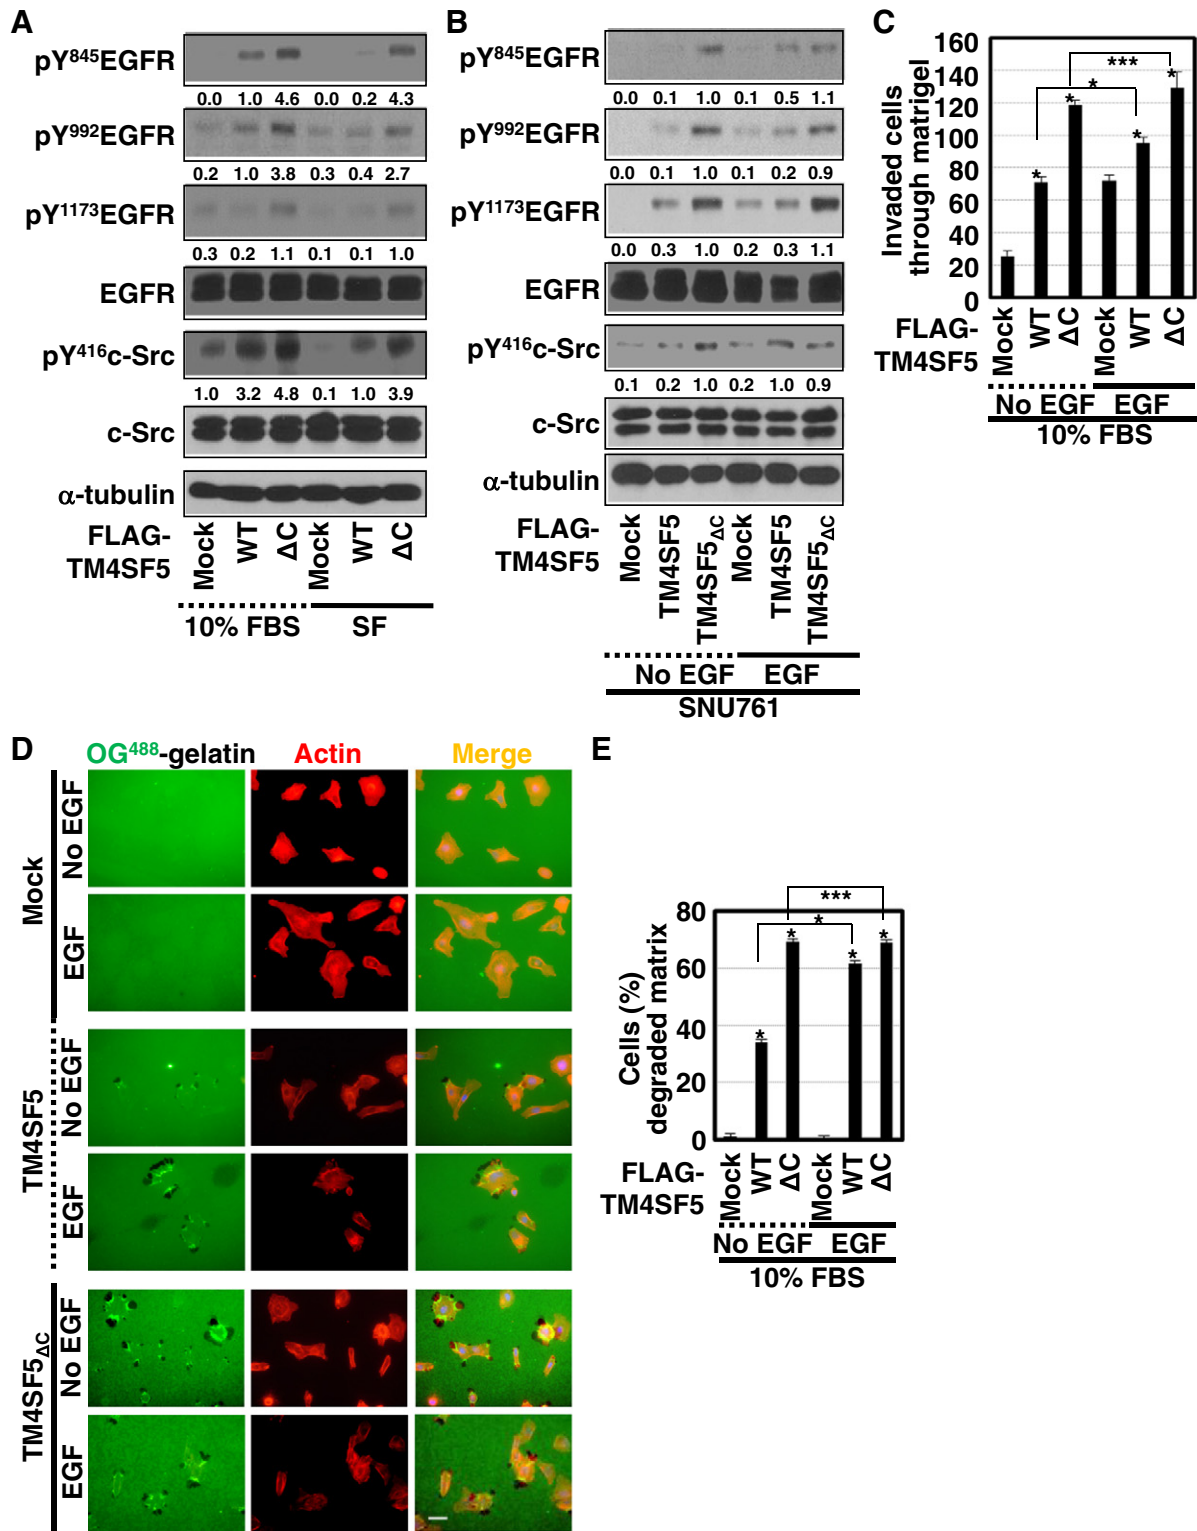 A
pY845EGFR
0.0 1.0 4.6 0.0 0.2 4.3
pY992EGFR
0.2 1.0 3.8 0.3 0.4 2.7
pY1173EGFR
0.3 0.2 1.1 0.1 0.1 1.0
EGFR
pY416c-Src
1.0 3.2 4.8 0.1 1.0 3.9
c-Src
α-tubulin
FLAG-
TM4SF5
Mock WT ΔC Mock WT ΔC
10% FBS SF
B
pY845EGFR
0.0 0.1 1.0 0.1 0.5 1.1
pY992EGFR
0.0 0.1 1.0 0.1 0.2 0.9
pY1173EGFR
0.0 0.3 1.0 0.2 0.3 1.1
EGFR
pY416c-Src
0.1 0.2 1.0 0.2 1.0 0.9
c-Src
α-tubulin
FLAG-
TM4SF5
Mock TM4SF5 TM4SF5ΔC Mock TM4SF5 TM4SF5ΔC
No EGF EGF
SNU761
C
Invaded cells
through matrigel
160
140
120
100
80
60
40
20
0
***
*
* * * *
FLAG-
TM4SF5
Mock WT ΔC Mock WT ΔC
No EGF EGF
10% FBS
D
OG488-gelatin Actin Merge
Mock
No EGF
EGF
TM4SF5
No EGF
EGF
TM4SF5ΔC
No EGF
EGF
E
Cells (%)
degraded matrix
80
60
40
20
0
***
*
* * * *
FLAG-
TM4SF5
Mock WT ΔC Mock WT ΔC
No EGF EGF
10% FBS